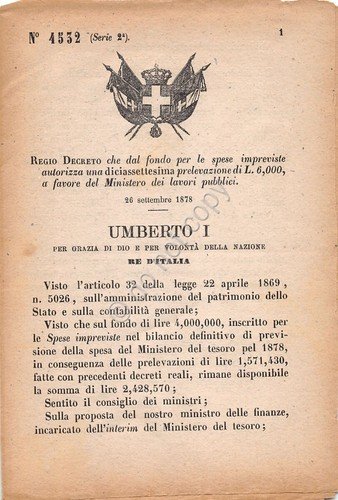 N° 4532 (Serie 2ª).
1
REGIO DECRETO che dal fondo per le spese impreviste
autorizza una diciassettesima prelevazione di L. 6,000,
a favore del Ministero dei lavori pubblici.
26 settembre 1878
UMBERTO I
PER GRAZIA DI DIO E PER VOLONTÀ DELLA NAZIONE
RE D'ITALIA
Visto l'articolo 32 della legge 22 aprile 1869,
n. 5026, sull'amministrazione del patrimonio dello
Stato e sulla contabilità generale;
Visto che sul fondo di lire 4,000,000, inscritto per
le Spese impreviste nel bilancio definitivo di previ-
sione della spesa del Ministero del tesoro pel 1878,
in conseguenza delle prelevazioni di lire 1,571,430,
fatte con precedenti decreti reali, rimane disponibile
la somma di lire 2,428,570;
Sentito il consiglio dei ministri;
Sulla proposta del nostro ministro delle finanze,
incaricato dell'interim del Ministero del tesoro;